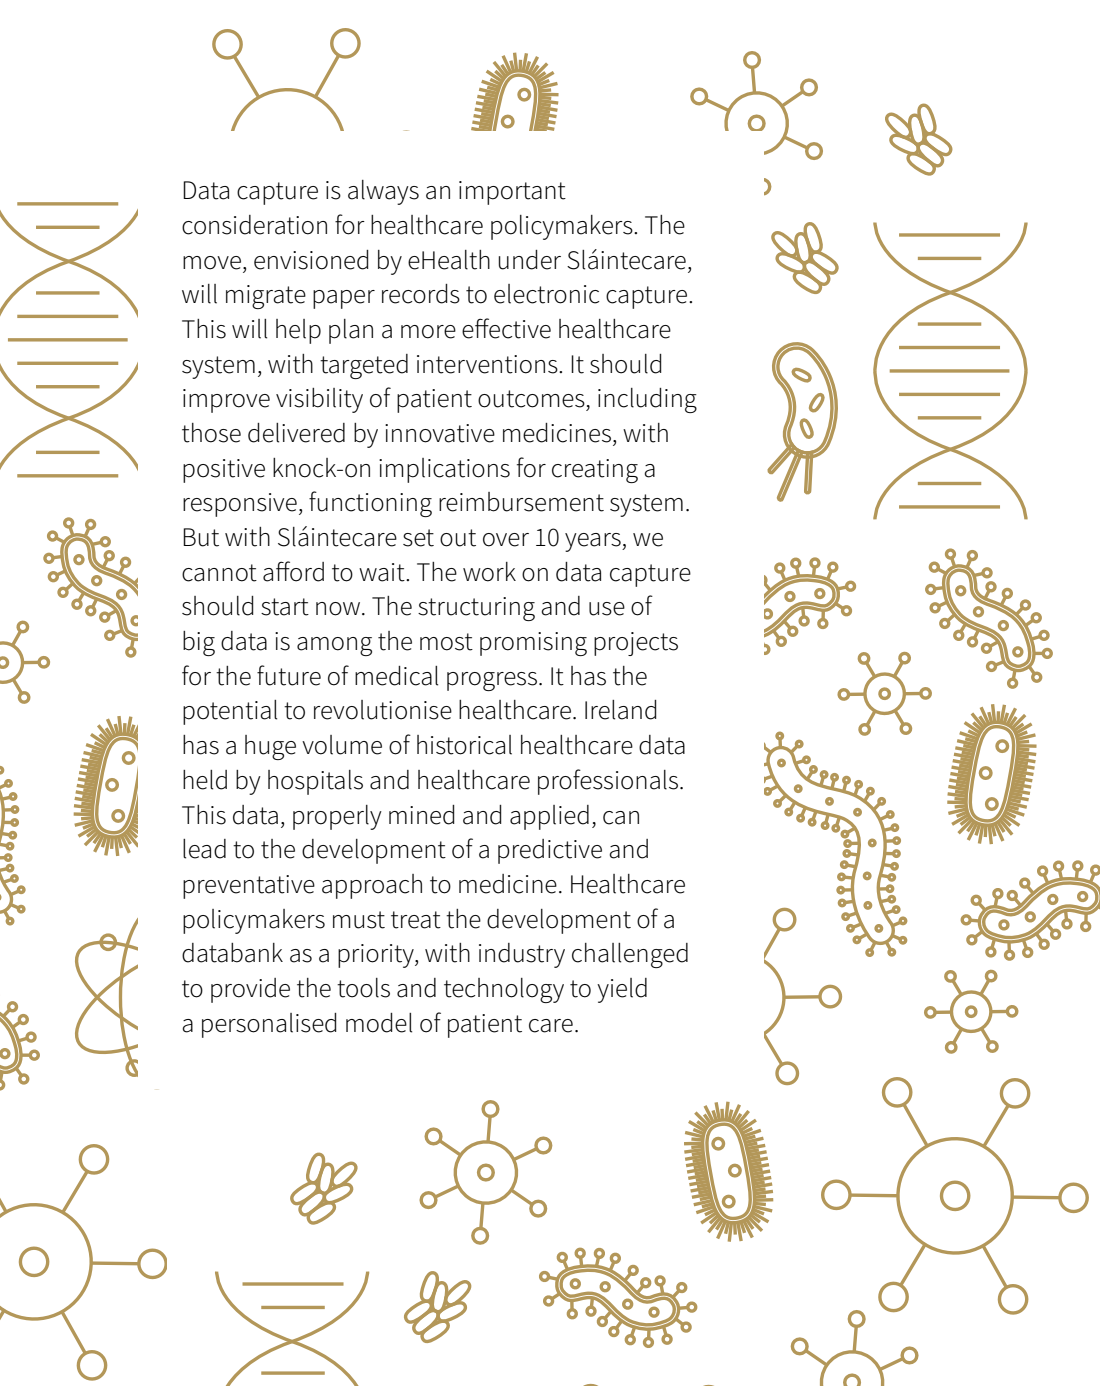 Data capture is always an important
consideration for healthcare policymakers. The
move, envisioned by eHealth under Sláintecare,
will migrate paper records to electronic capture.
This will help plan a more effective healthcare
system, with targeted interventions. It should
improve visibility of patient outcomes, including
those delivered by innovative medicines, with
positive knock-on implications for creating a
responsive, functioning reimbursement system.
But with Sláintecare set out over 10 years, we
cannot afford to wait. The work on data capture
should start now. The structuring and use of
big data is among the most promising projects
for the future of medical progress. It has the
potential to revolutionise healthcare. Ireland
has a huge volume of historical healthcare data
held by hospitals and healthcare professionals.
This data, properly mined and applied, can
lead to the development of a predictive and
preventative approach to medicine. Healthcare
policymakers must treat the development of a
databank as a priority, with industry challenged
to provide the tools and technology to yield
a personalised model of patient care.